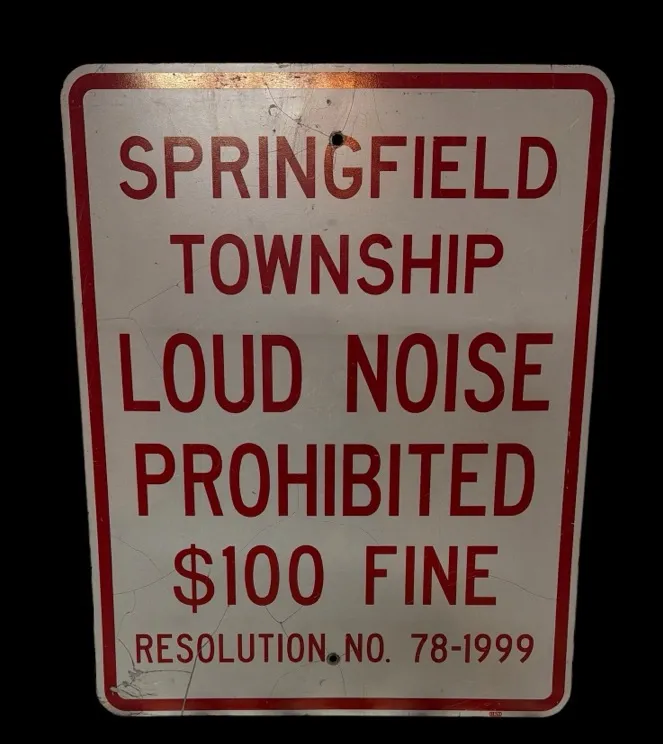 SPRINGFIELD
TOWNSHIP
LOUD NOISE
PROHIBITED
$100 FINE
RESOLUTION NO. 78-1999